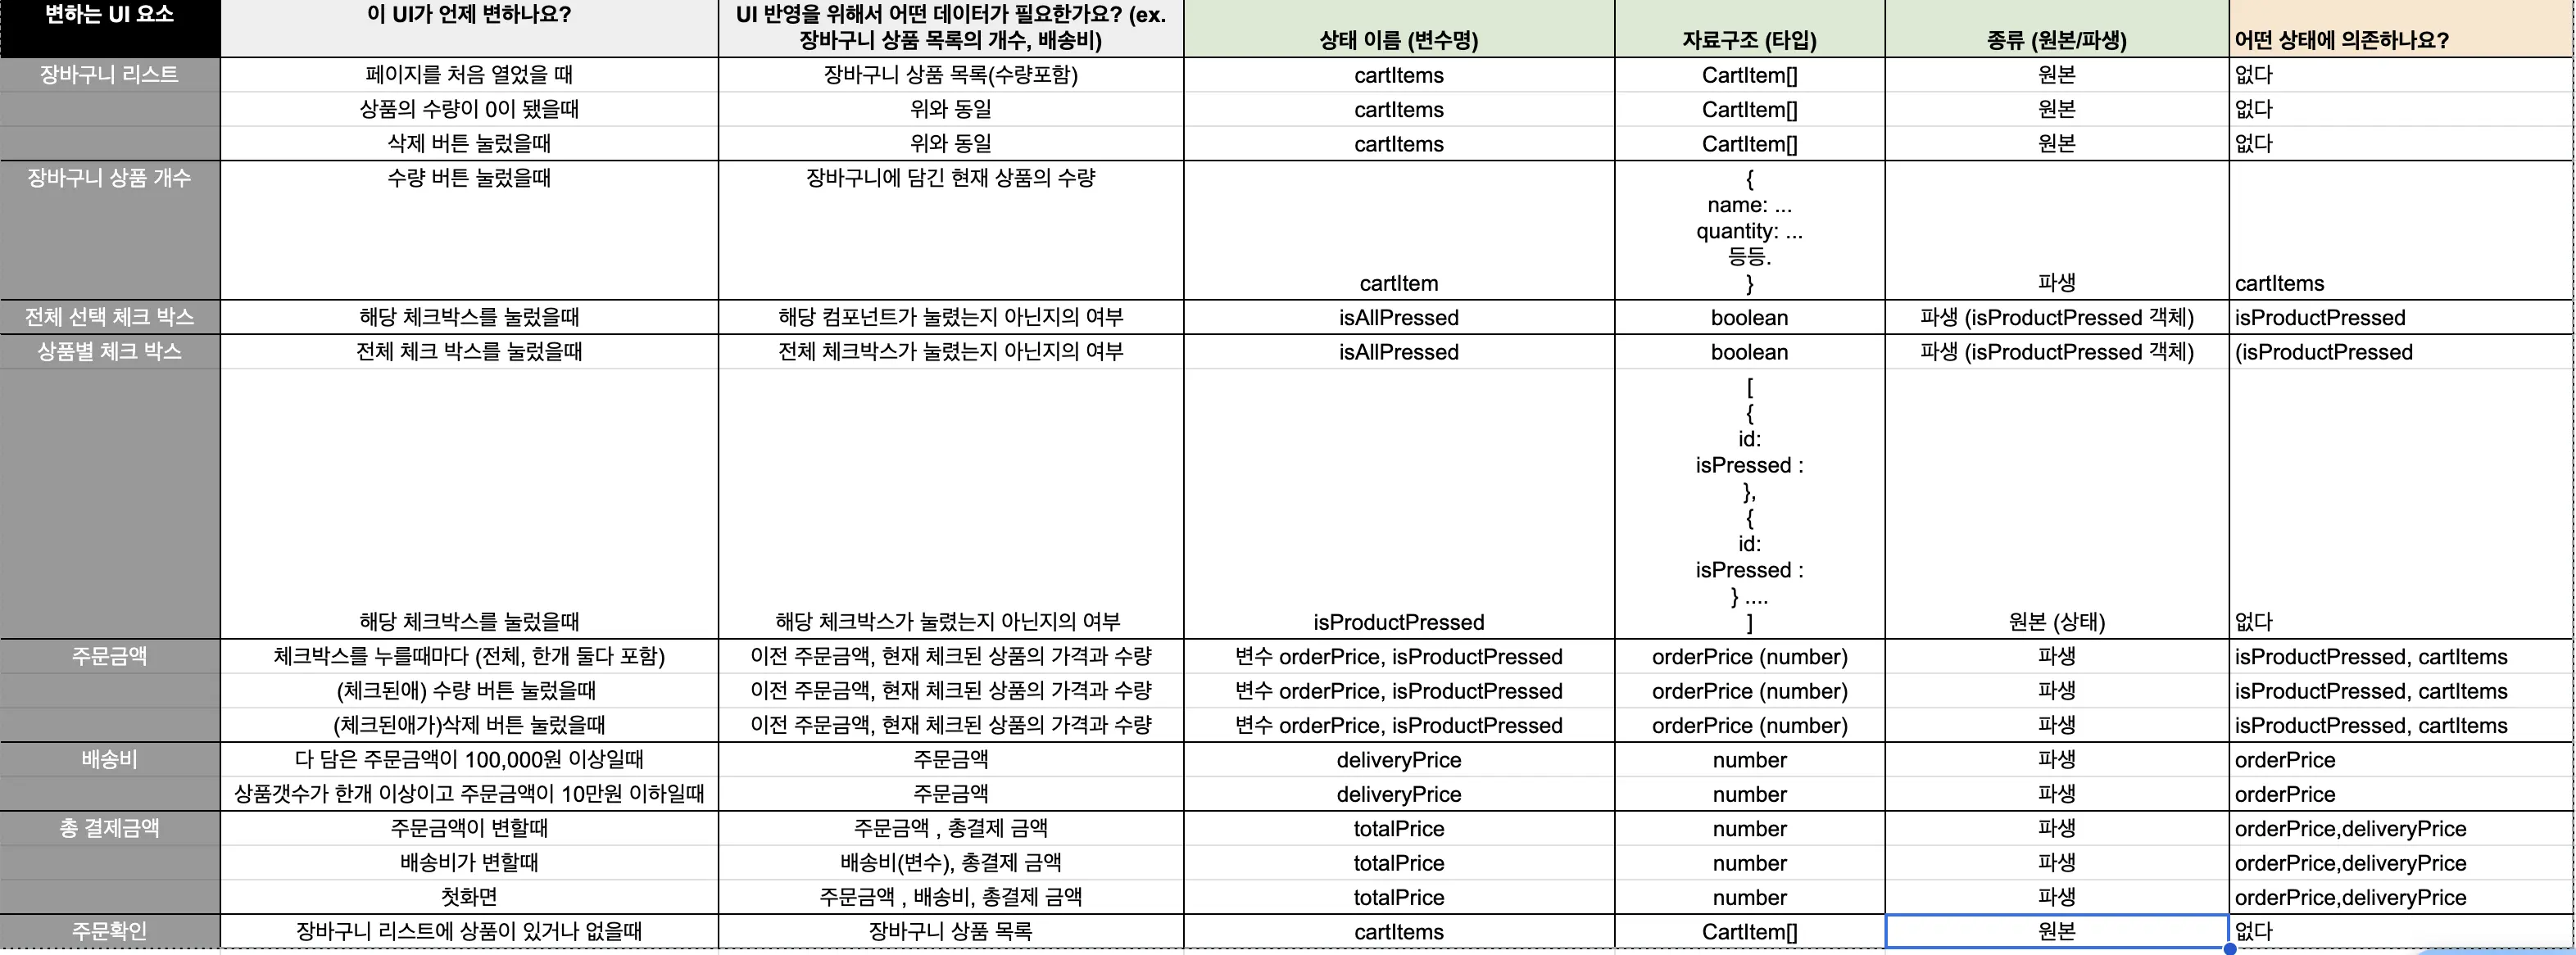 변하는 UI 요소
이 UI가 언제 변하나요?
UI 반영을 위해서 어떤 데이터가 필요한가요? (ex.
장바구니 상품 목록의 개수, 배송비)
상태 이름 (변수명)
자료구조 (타입)
종류 (원본/파생)
어떤 상태에 의존하나요?
장바구니 리스트
페이지를 처음 열었을 때
장바구니 상품 목록(수량포함)
cartItems
CartItem[]
원본
없다
상품의 수량이 0이 됐을때
위와 동일
cartItems
CartItem[]
원본
없다
삭제 버튼 눌렀을때
위와 동일
cartItems
CartItem[]
원본
없다
장바구니 상품 개수
수량 버튼 눌렀을때
장바구니에 담긴 현재 상품의 수량
cartItem
{
name: ...
quantity: ...
등등.
}
파생
cartItems
전체 선택 체크 박스
해당 체크박스를 눌렀을때
해당 컴포넌트가 눌렸는지 아닌지의 여부
isAllPressed
boolean
파생 (isProductPressed 객체)
isProductPressed
상품별 체크 박스
전체 체크 박스를 눌렀을때
전체 체크박스가 눌렸는지 아닌지의 여부
isAllPressed
boolean
파생 (isProductPressed 객체)
(isProductPressed
해당 체크박스를 눌렀을때
해당 체크박스가 눌렸는지 아닌지의 여부
isProductPressed
[
{
id:
isPressed :
},
{
id:
isPressed :
} ....
]
원본 (상태)
없다
주문금액
체크박스를 누를때마다 (전체, 한개 둘다 포함)
이전 주문금액, 현재 체크된 상품의 가격과 수량
변수 orderPrice, isProductPressed
orderPrice (number)
파생
isProductPressed, cartItems
(체크된애) 수량 버튼 눌렀을때
이전 주문금액, 현재 체크된 상품의 가격과 수량
변수 orderPrice, isProductPressed
orderPrice (number)
파생
isProductPressed, cartItems
(체크된애가)삭제 버튼 눌렀을때
이전 주문금액, 현재 체크된 상품의 가격과 수량
변수 orderPrice, isProductPressed
orderPrice (number)
파생
isProductPressed, cartItems
배송비
다 담은 주문금액이 100,000원 이상일때
주문금액
deliveryPrice
number
파생
orderPrice
상품갯수가 한개 이상이고 주문금액이 10만원 이하일때
주문금액
deliveryPrice
number
파생
orderPrice
총 결제금액
주문금액이 변할때
주문금액 , 총결제 금액
totalPrice
number
파생
orderPrice,deliveryPrice
배송비가 변할때
배송비(변수), 총결제 금액
totalPrice
number
파생
orderPrice,deliveryPrice
첫화면
주문금액 , 배송비, 총결제 금액
totalPrice
number
파생
orderPrice,deliveryPrice
주문확인
장바구니 리스트에 상품이 있거나 없을때
장바구니 상품 목록
cartItems
CartItem[]
원본
없다